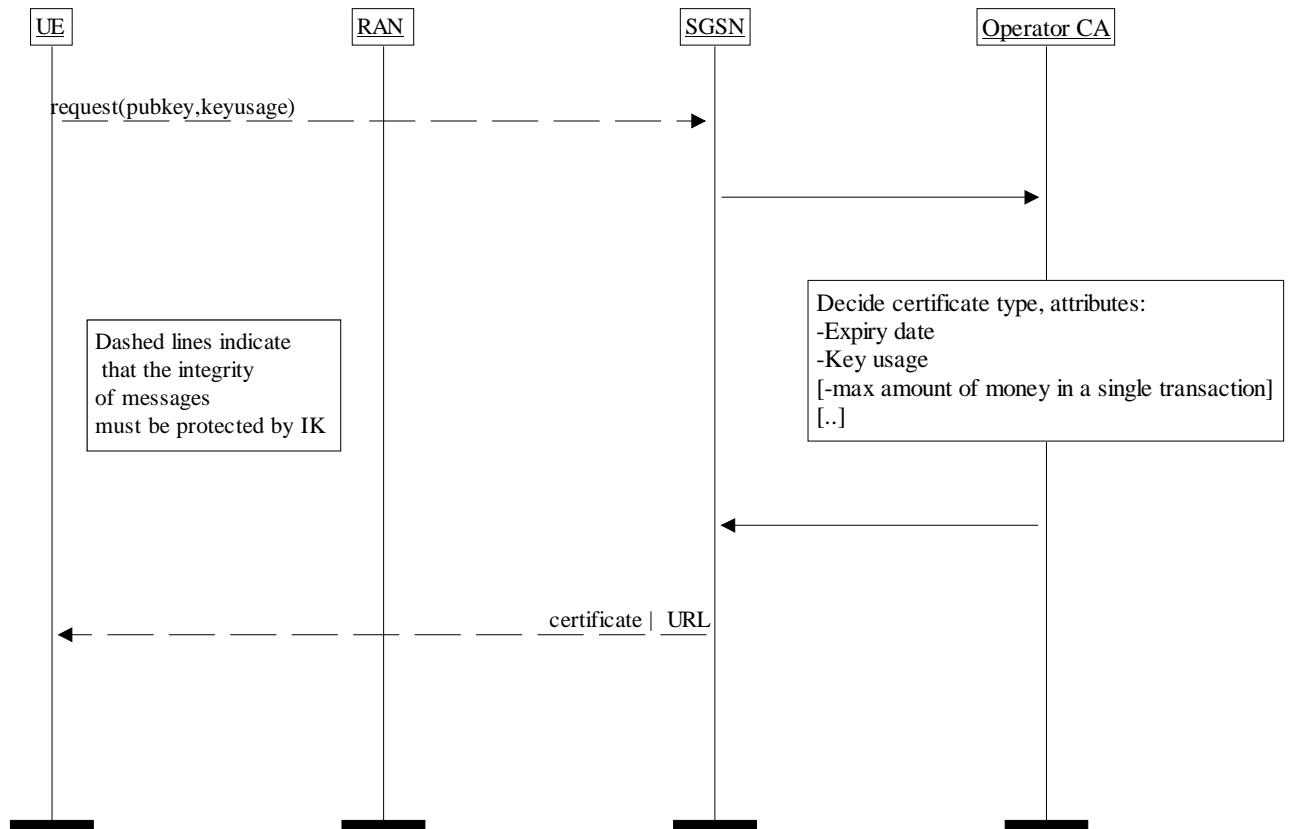 UE
RAN
SGSN
Operator CA
request(pubkey,keyusage)
Decide certificate type, attributes:
-Expiry date
-Key usage
[-max amount of money in a single transaction]
[..]
Dashed lines indicate
that the integrity
of messages
must be protected by IK
certificate | URL